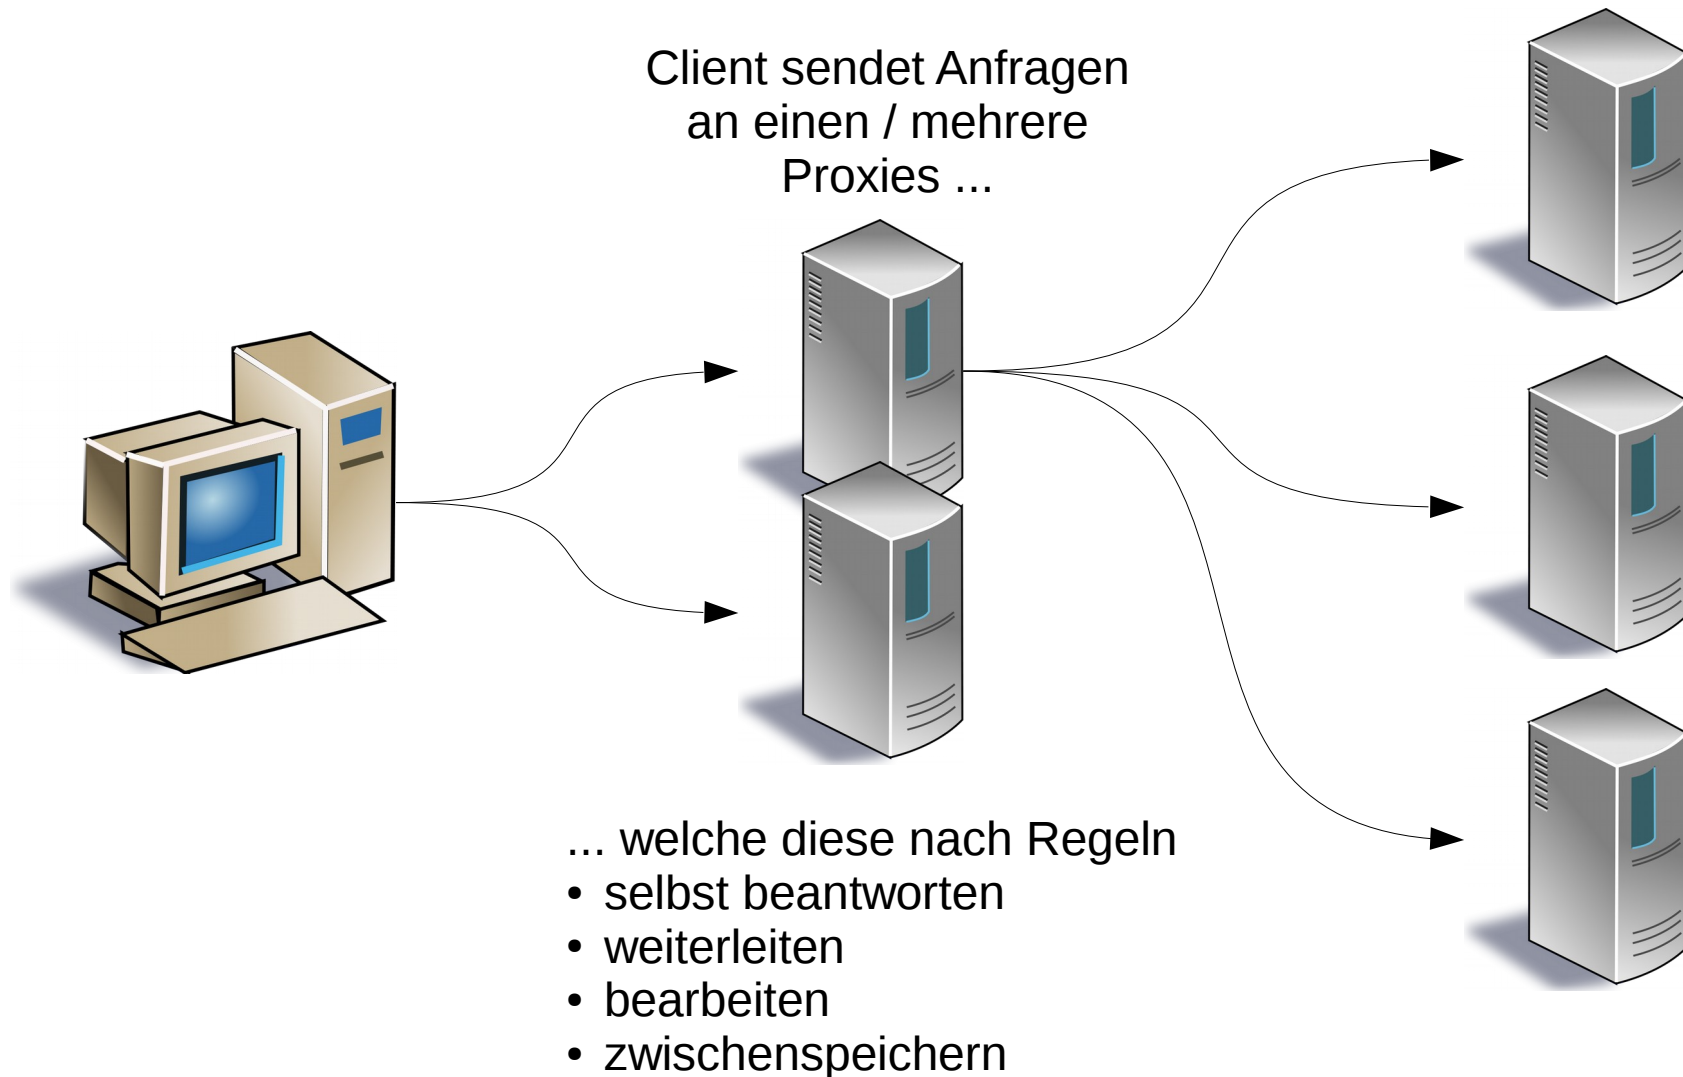 Client sendet Anfragen
an einen / mehrere
Proxies ...
... welche diese nach Regeln
• selbst beantworten
• weiterleiten
• bearbeiten
• zwischenspeichern